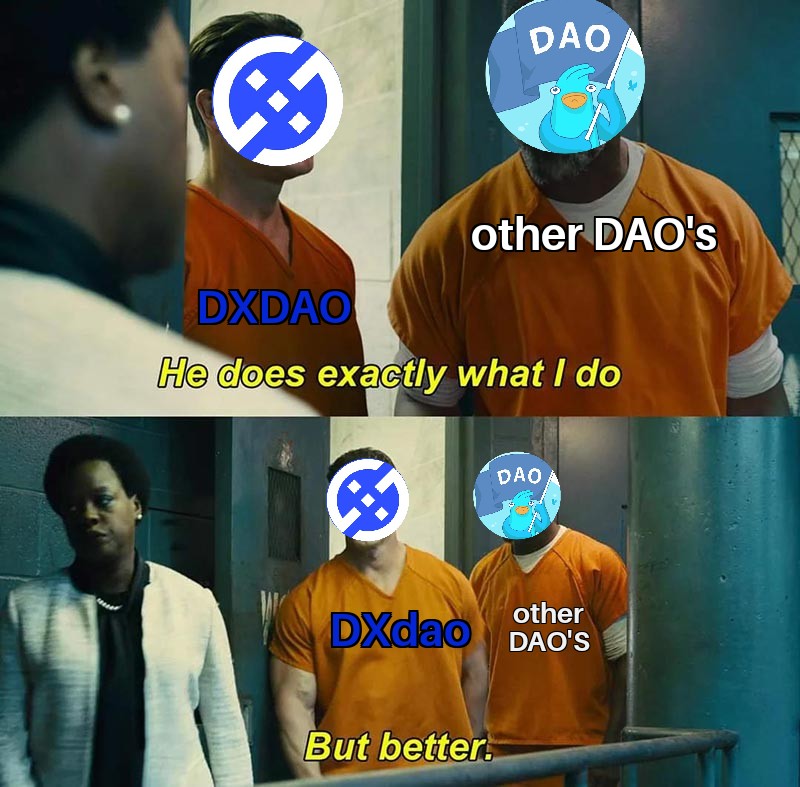 DAO
other DAO's
DXDAO
He does exactly what I do
DAO
DXdao
other
DAO'S
But better.